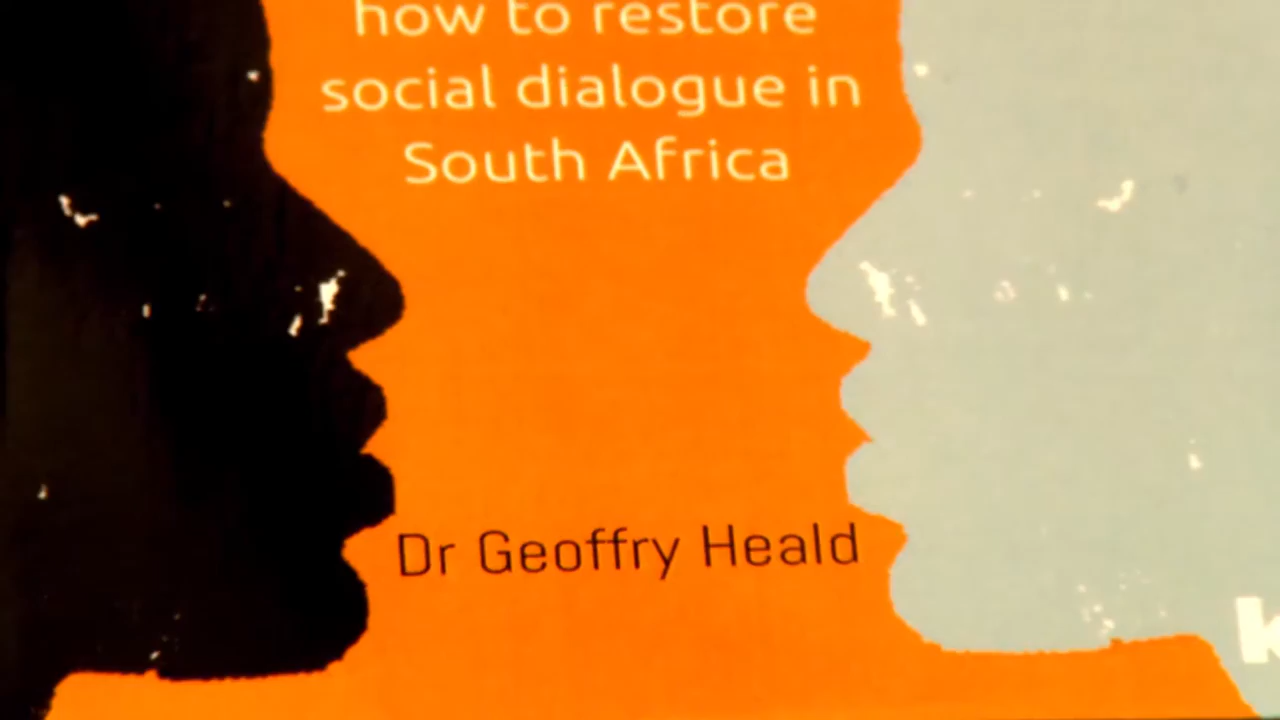 how to restore
social dialogue in
South Africa
Dr Geoffry Heald
k